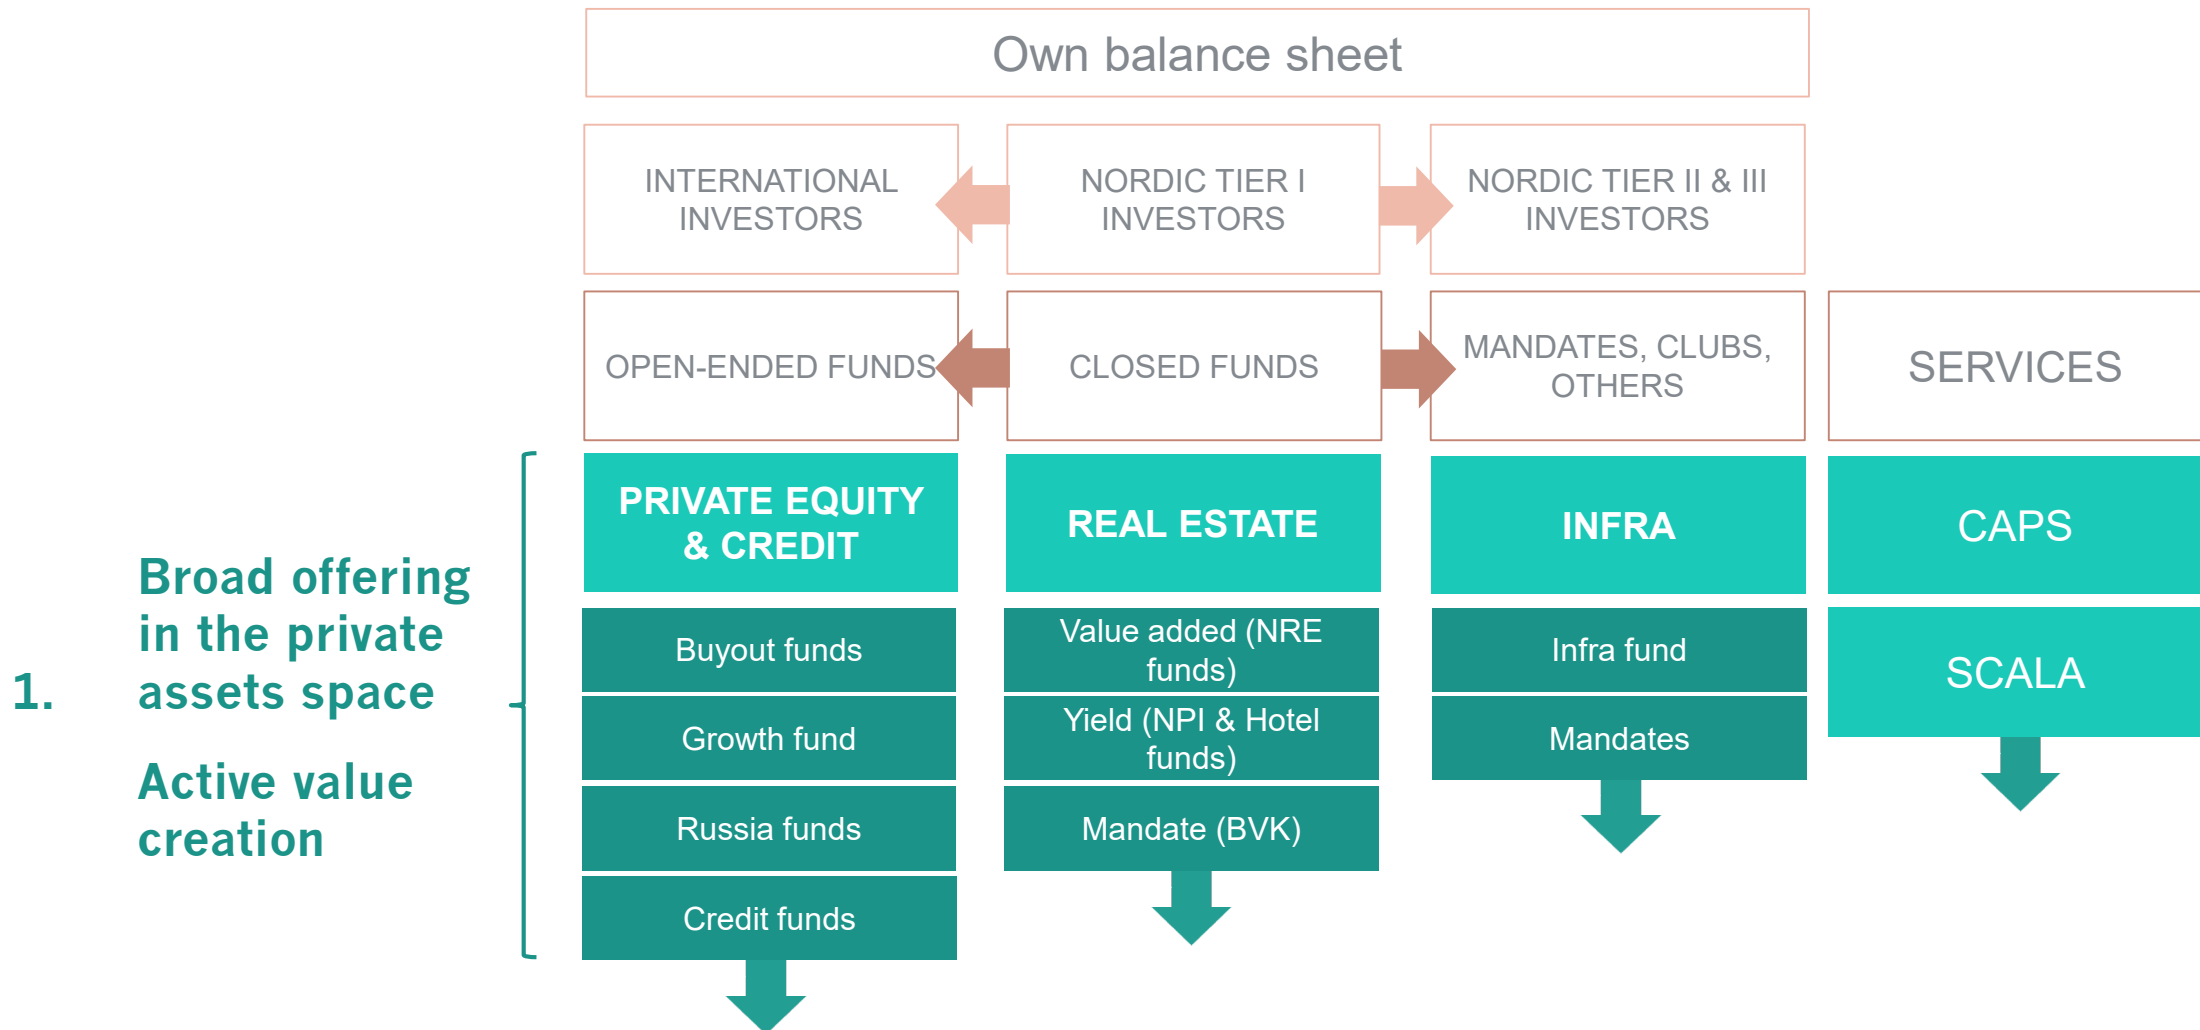 Own balance sheet
INTERNATIONAL
INVESTORS
NORDIC TIER I
INVESTORS
NORDIC TIER II & III
INVESTORS
OPEN-ENDED FUNDS
CLOSED FUNDS
MANDATES, CLUBS,
OTHERS
SERVICES
1.
Broad offering
in the private
assets space
Active value
creation
PRIVATE EQUITY
& CREDIT
Buyout funds
Growth fund
Russia funds
Credit funds
REAL ESTATE
Value added (NRE
funds)
Yield (NPI & Hotel
funds)
Mandate (BVK)
INFRA
Infra fund
Mandates
CAPS
SCALA